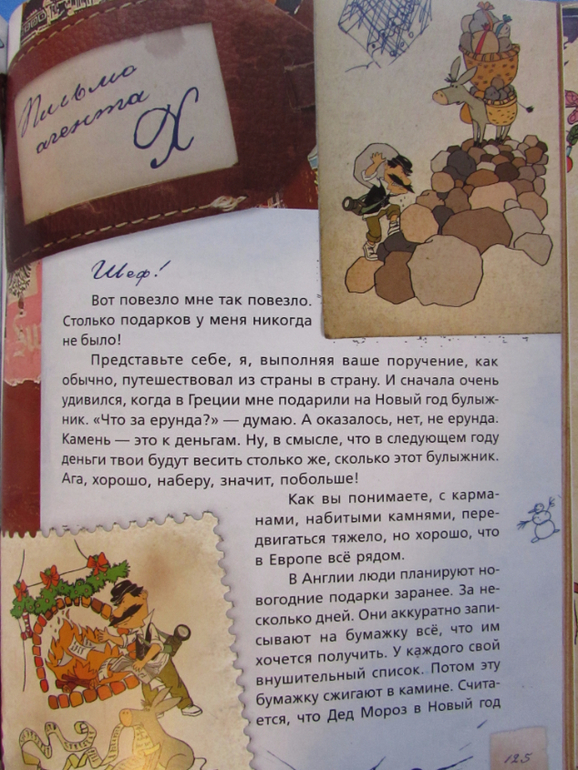 Письмо
агента
Х
Шеф!
Вот повезло мне так повезло.
Столько подарков у меня никогда
не было!
Представьте себе, я, выполняя ваше поручение, как
обычно, путешествовал из страны в страну. И сначала очень
удивился, когда в Греции мне подарили на Новый год булыж-
ник. «Что за ерунда?» — думаю. А оказалось, нет, не ерунда.
Камень — это к деньгам. Ну, в смысле, что в следующем году
деньги твои будут весить столько же, сколько этот булыжник.
Ага, хорошо, наберу, значит, побольше!
Как вы понимаете, с карма-
нами, набитыми камнями, пере-
двигаться тяжело, но хорошо, что
в Европе всё рядом.
В Англии люди планируют но-
вогодние подарки заранее. За не-
сколько дней. Они аккуратно запи-
сывают на бумажку всё, что им
хочется получить. У каждого свой
внушительный список. Потом эту
бумажку сжигают в камине. Счита-
ется, что Дед Мороз в Новый год
125